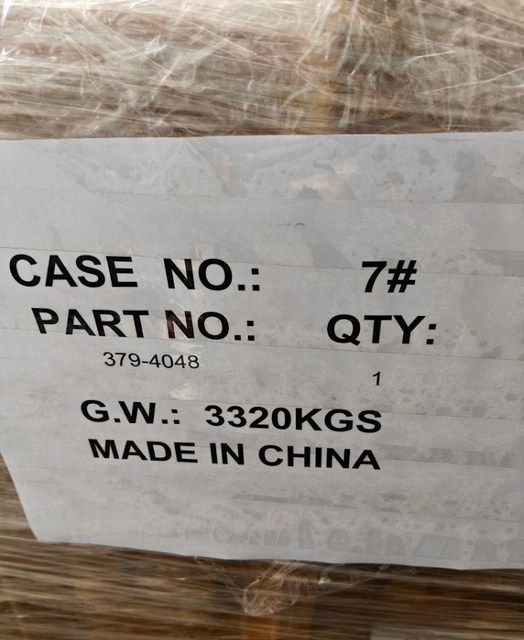 CASE NO.: 7#
PART NO.: QTY:
379-4048 1
G.W.: 3320KGS
MADE IN CHINA